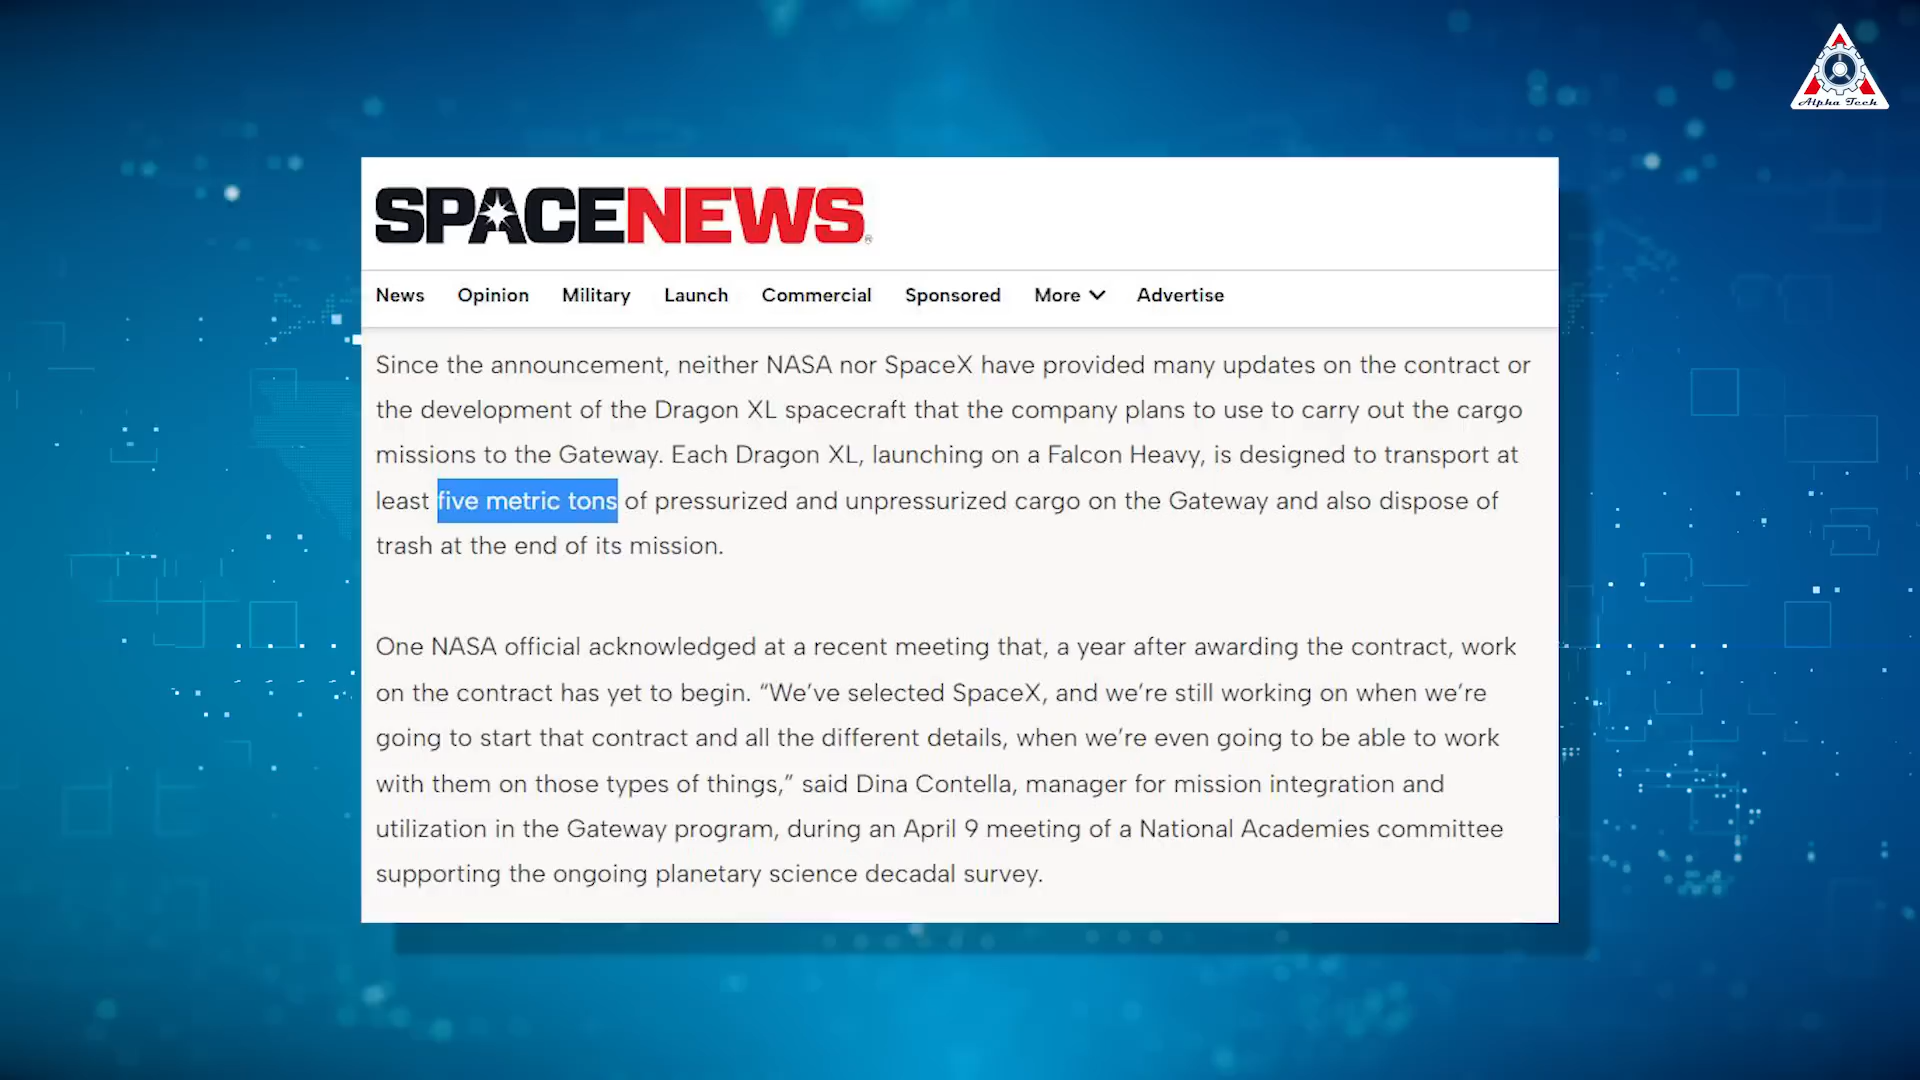 Alpha Tech
SPACENEWS®
News Opinion Military Launch Commercial Sponsored More Advertise
Since the announcement, neither NASA nor SpaceX have provided many updates on the contract or
the development of the Dragon XL spacecraft that the company plans to use to carry out the cargo
missions to the Gateway. Each Dragon XL, launching on a Falcon Heavy, is designed to transport at
least five metric tons of pressurized and unpressurized cargo on the Gateway and also dispose of
trash at the end of its mission.
One NASA official acknowledged at a recent meeting that, a year after awarding the contract, work
on the contract has yet to begin. “We’ve selected SpaceX, and we’re still working on when we’re
going to start that contract and all the different details, when we’re even going to be able to work
with them on those types of things,” said Dina Contella, manager for mission integration and
utilization in the Gateway program, during an April 9 meeting of a National Academies committee
supporting the ongoing planetary science decadal survey.